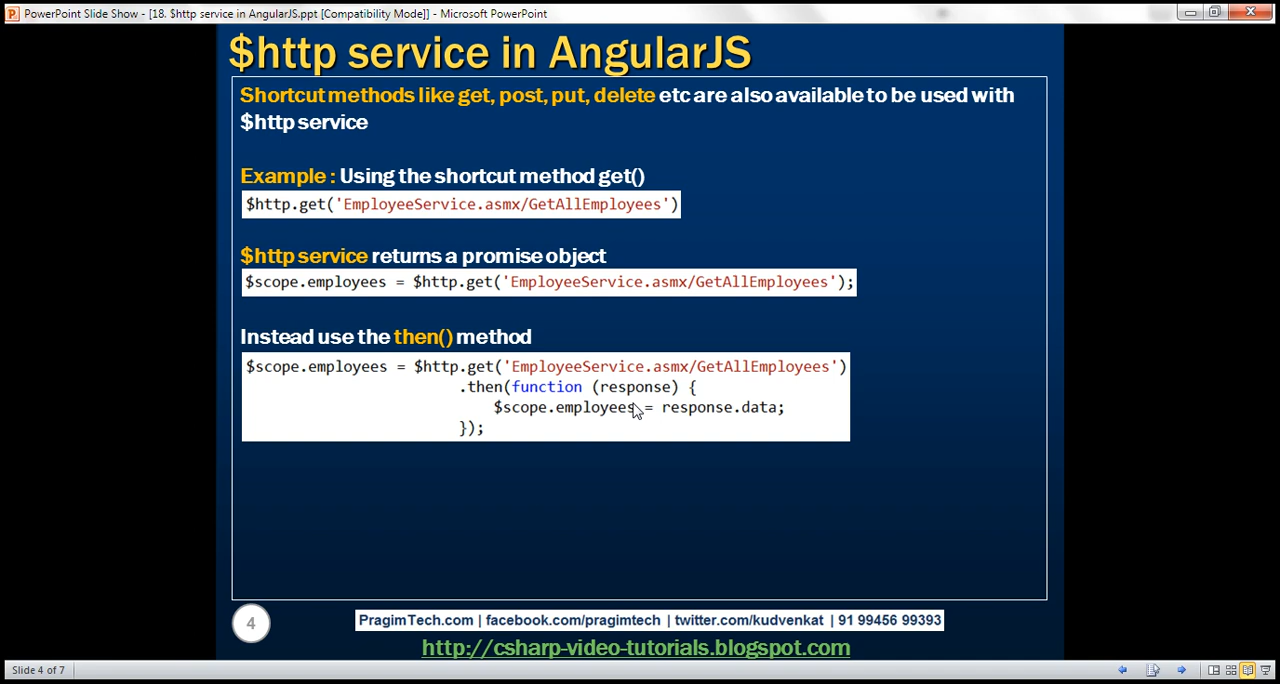 PowerPoint Slide Show - [18. $http service in AngularJS.ppt [Compatibility Mode]] - Microsoft PowerPoint
$http service in AngularJS
Shortcut methods like get, post, put, delete etc are also available to be used with
$http service
Example : Using the shortcut method get()
$http.get('EmployeeService.asmx/GetAllEmployees')
$http service returns a promise object
$scope.employees = $http.get('EmployeeService.asmx/GetAllEmployees');
Instead use the then() method
$scope.employees = $http.get('EmployeeService.asmx/GetAllEmployees')
.then(function (response) {
$scope.employees = response.data;
});
4
PragimTech.com | facebook.com/pragimtech | twitter.com/kudvenkat | 91 99456 99393
http://csharp-video-tutorials.blogspot.com
Slide 4 of 7